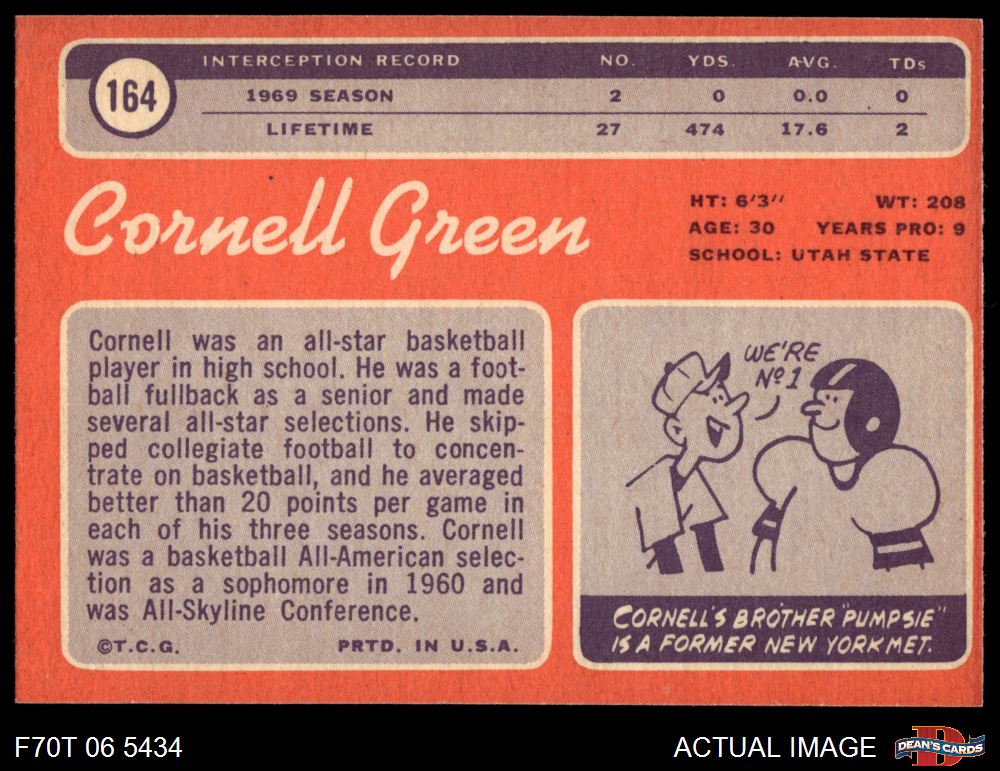 164
INTERCEPTION RECORD NO. YDS. AVG. TDs
1969 SEASON 2 0 0.0 0
LIFETIME 27 474 17.6 2
Cornell Green
HT: 6'3" WT: 208
AGE: 30 YEARS PRO: 9
SCHOOL: UTAH STATE
Cornell was an all-star basketball
player in high school. He was a foot-
ball fullback as a senior and made
several all-star selections. He skip-
ped collegiate football to concen-
trate on basketball, and he averaged
better than 20 points per game in
each of his three seasons. Cornell
was a basketball All-American selec-
tion as a sophomore in 1960 and
was All-Skyline Conference.
©T.C.G. PRTD. IN U.S.A.
WE'RE
Nº 1
CORNELL'S BROTHER "PUMPSIE"
IS A FORMER NEW YORK MET.
F70T 06 5434
ACTUAL IMAGE
D
DEAN'S CARDS